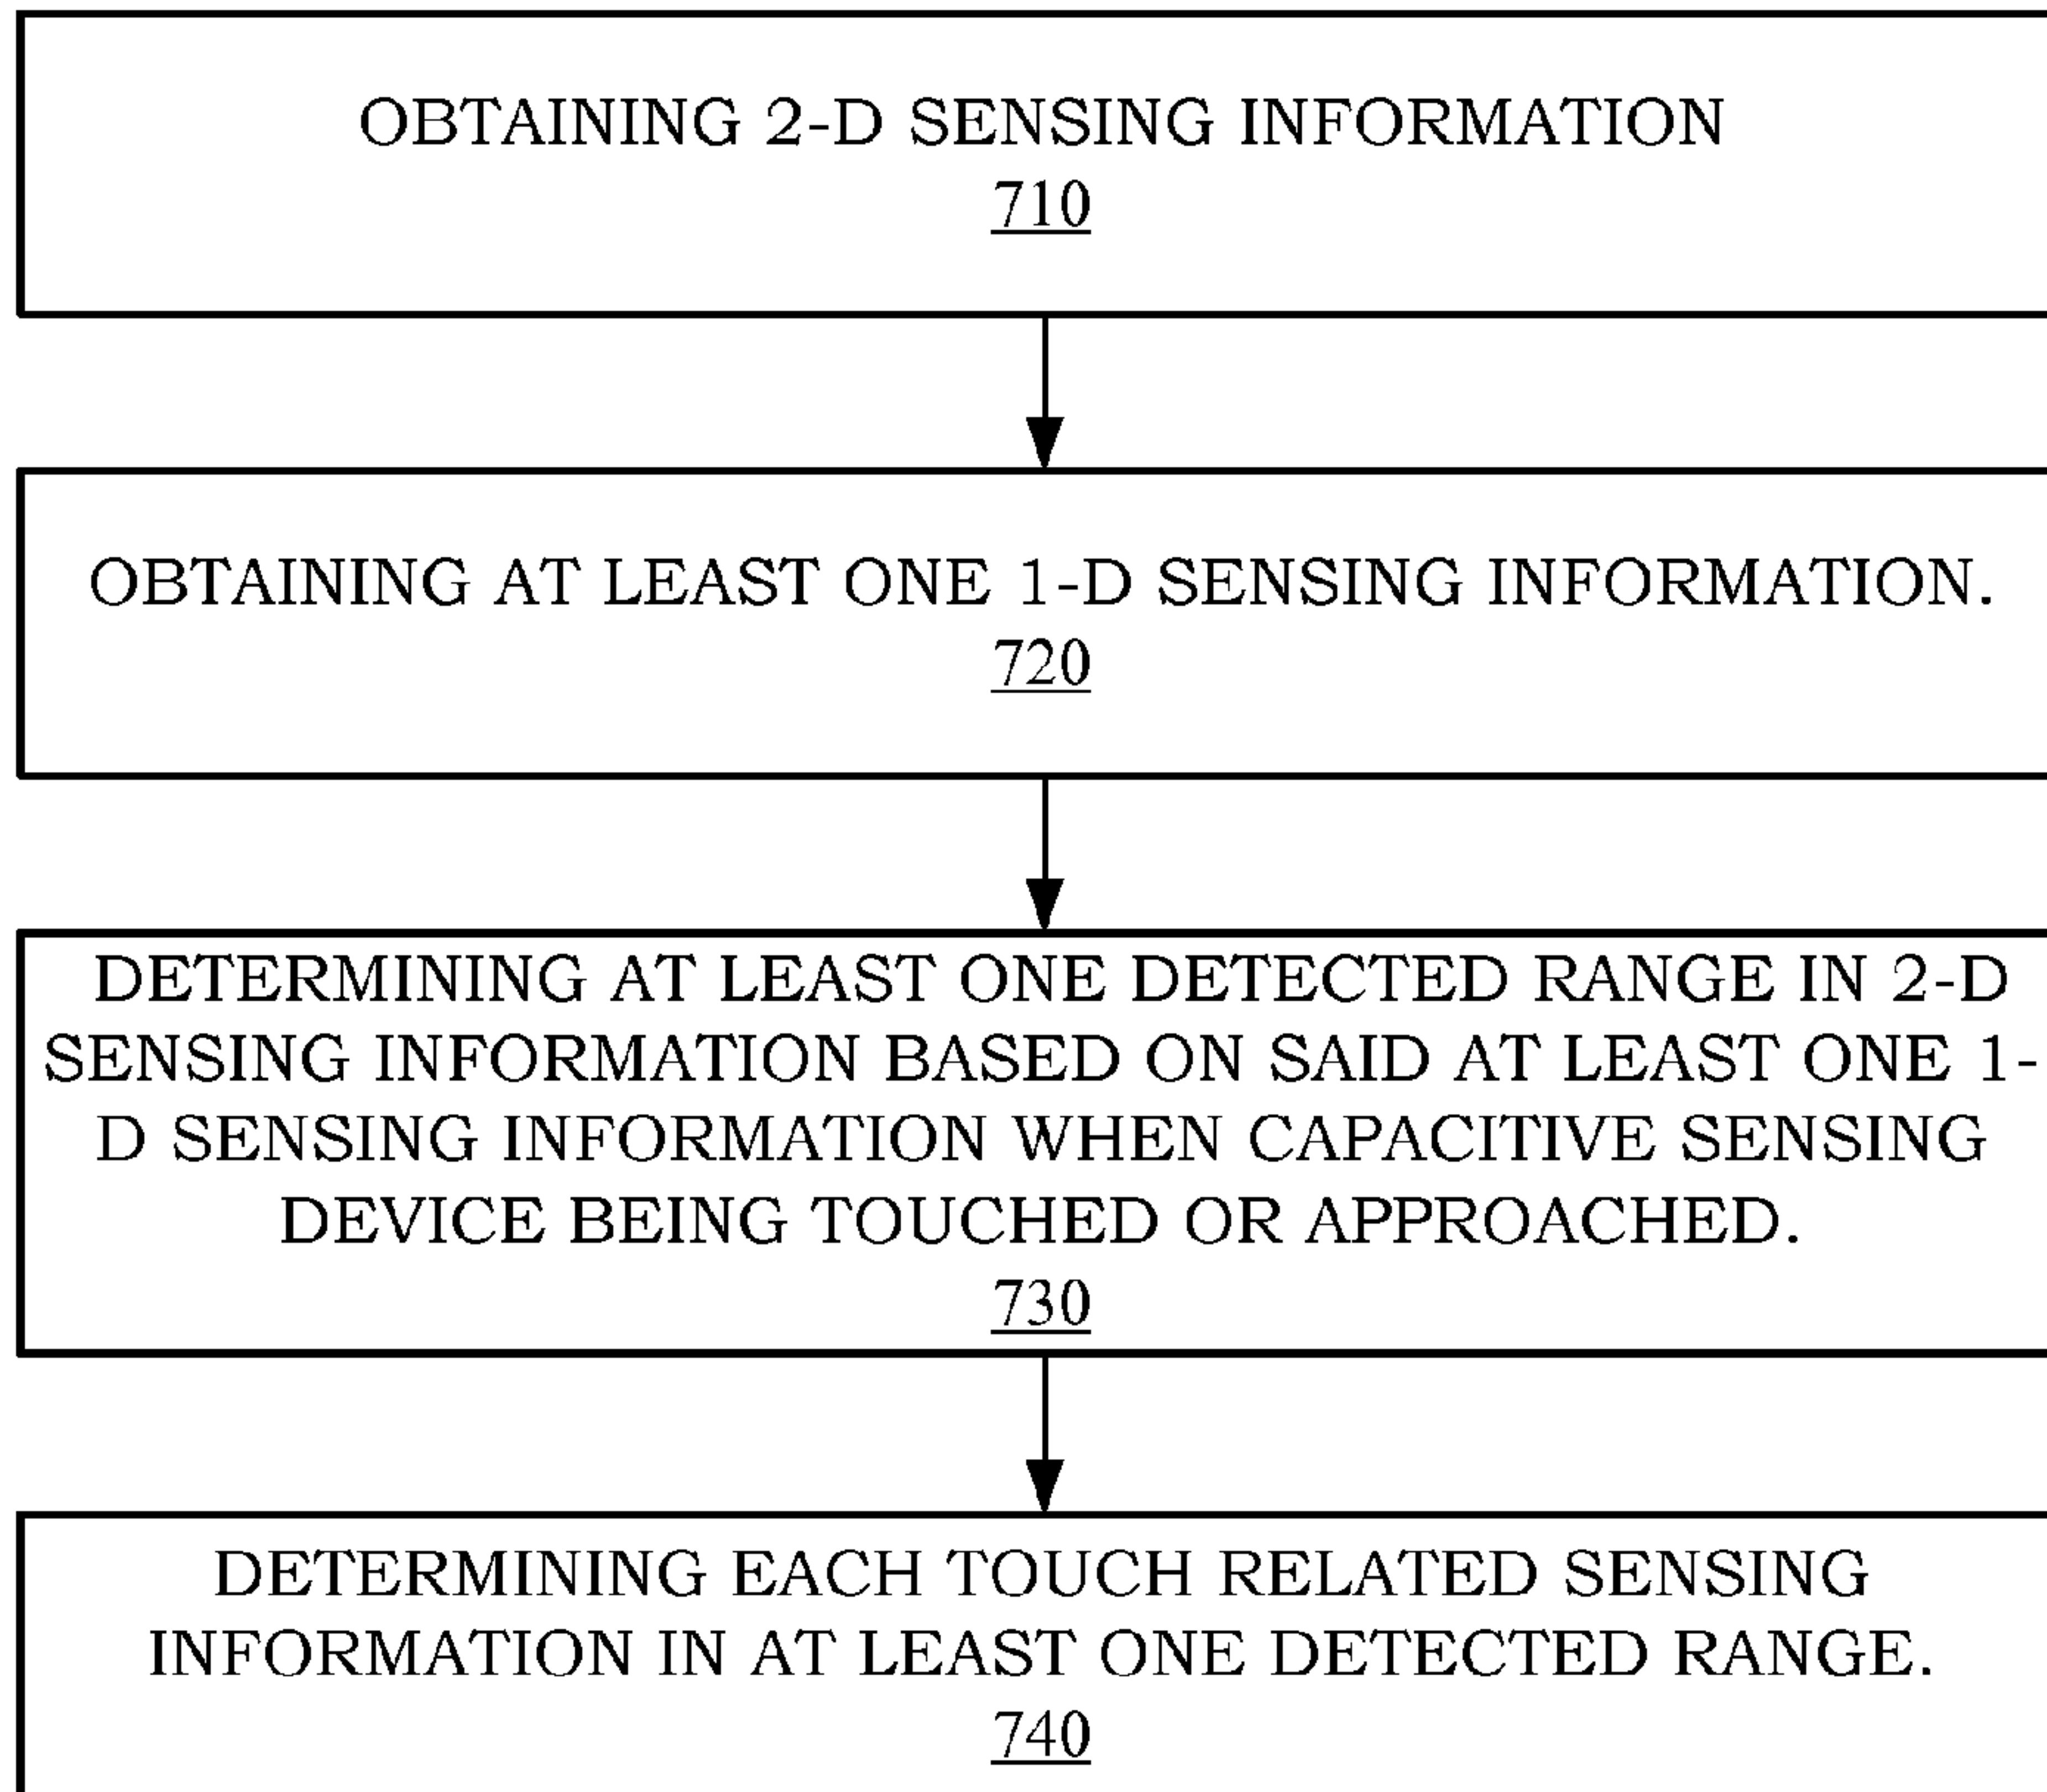 OBTAINING 2-D SENSING INFORMATION
710
OBTAINING AT LEAST ONE 1-D SENSING INFORMATION.
720
DETERMINING AT LEAST ONE DETECTED RANGE IN 2-D
SENSING INFORMATION BASED ON SAID AT LEAST ONE 1-
D SENSING INFORMATION WHEN CAPACITIVE SENSING
DEVICE BEING TOUCHED OR APPROACHED.
730
DETERMINING EACH TOUCH RELATED SENSING
INFORMATION IN AT LEAST ONE DETECTED RANGE.
740